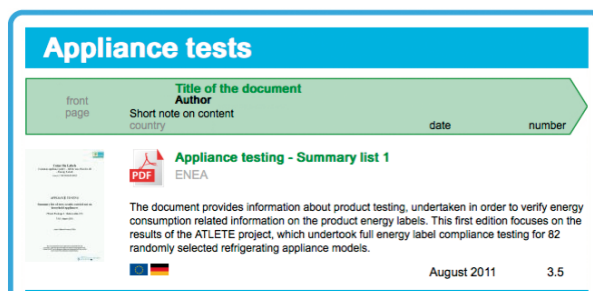 Appliance tests
Title of the document
front
page
Author
Short note on content
country
date
number
PDF
Appliance testing - Summary list 1
ENEA
The document provides information about product testing, undertaken in order to verify energy
consumption related information on the product energy labels. This first edition focuses on the
results of the ATLETE project, which undertook full energy label compliance testing for 82
randomly selected refrigerating appliance models.
August 2011
3.5